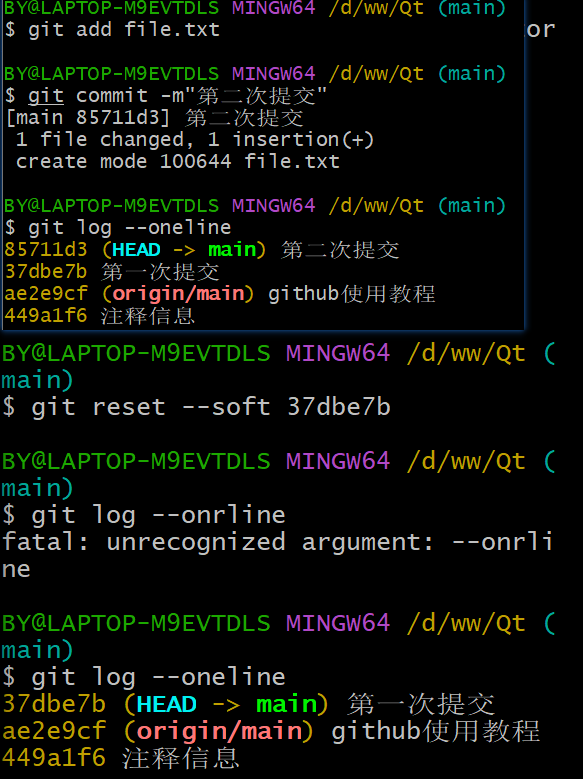 BY@LAPTOP-M9EVTDLS MINGW64 /d/ww/Qt (main)
$ git add file.txt
or
BY@LAPTOP-M9EVTDLS MINGW64 /d/ww/Qt (main)
$ git commit -m"第二次提交"
[main 85711d3] 第二次提交
1 file changed, 1 insertion(+)
create mode 100644 file.txt
BY@LAPTOP-M9EVTDLS MINGW64 /d/ww/Qt (main)
$ git log --oneline
85711d3 (HEAD -> main) 第二次提交
37dbe7b 第一次提交
ae2e9cf (origin/main) github使用教程
449a1f6 注释信息
BY@LAPTOP-M9EVTDLS MINGW64 /d/ww/Qt (
main)
$ git reset --soft 37dbe7b
BY@LAPTOP-M9EVTDLS MINGW64 /d/ww/Qt (
main)
$ git log --onrline
fatal: unrecognized argument: --onrli
ne
BY@LAPTOP-M9EVTDLS MINGW64 /d/ww/Qt (
main)
$ git log --oneline
37dbe7b (HEAD -> main) 第一次提交
ae2e9cf (origin/main) github使用教程
449a1f6 注释信息